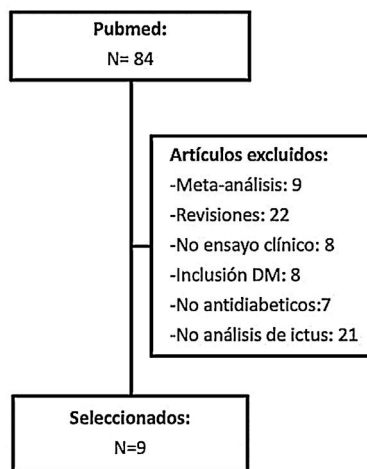 Pubmed:
N= 84
Artículos excluidos:
-Meta-análisis: 9
-Revisiones: 22
-No ensayo clínico: 8
-Inclusión DM: 8
-No antidiabeticos:7
-No análisis de ictus: 21
Seleccionados:
N=9